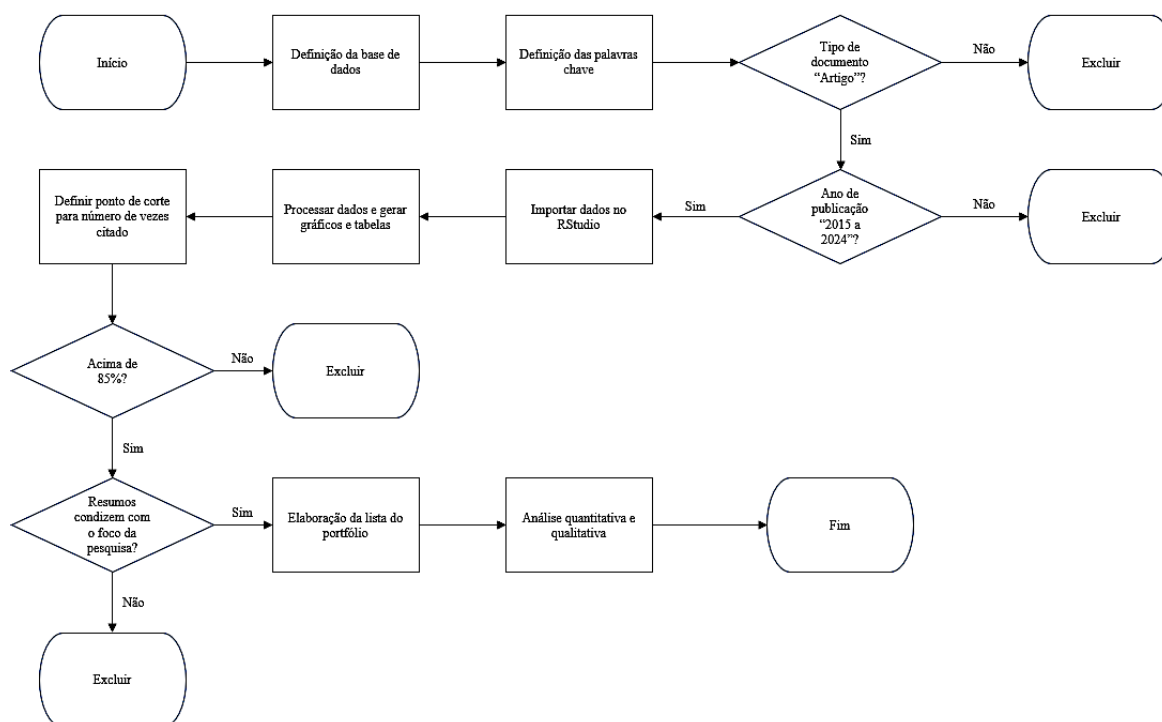 Início
Definição da base de
dados
Definição das palavras
chave
Tipo de
documento
“Artigo”?
Não
Excluir
Sim
Definir ponto de corte
para número de vezes
citado
Processar dados e gerar
gráficos e tabelas
Importar dados no
RStudio
Sim
Ano de
publicação
“2015 a
2024”?
Não
Excluir
Acima de
85%?
Não
Excluir
Sim
Resumos
condizem com
o foco da
pesquisa?
Sim
Elaboração da lista do
portfólio
Análise quantitativa e
qualitativa
Fim
Não
Excluir